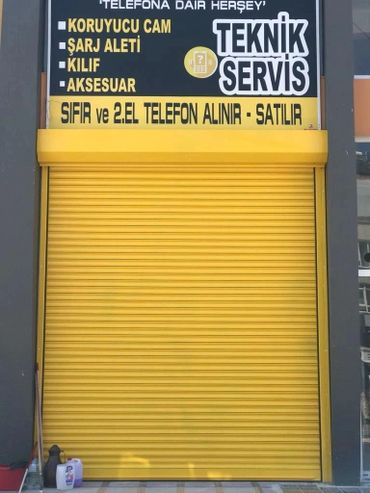 'TELEFONA DAİR HERŞEY'
KORUYUCU CAM
ŞARJ ALETİ
KILIF
AKSESUAR
?
TEKNİK
SERVİS
SIFIR ve 2.EL TELEFON ALINIR - SATILIR